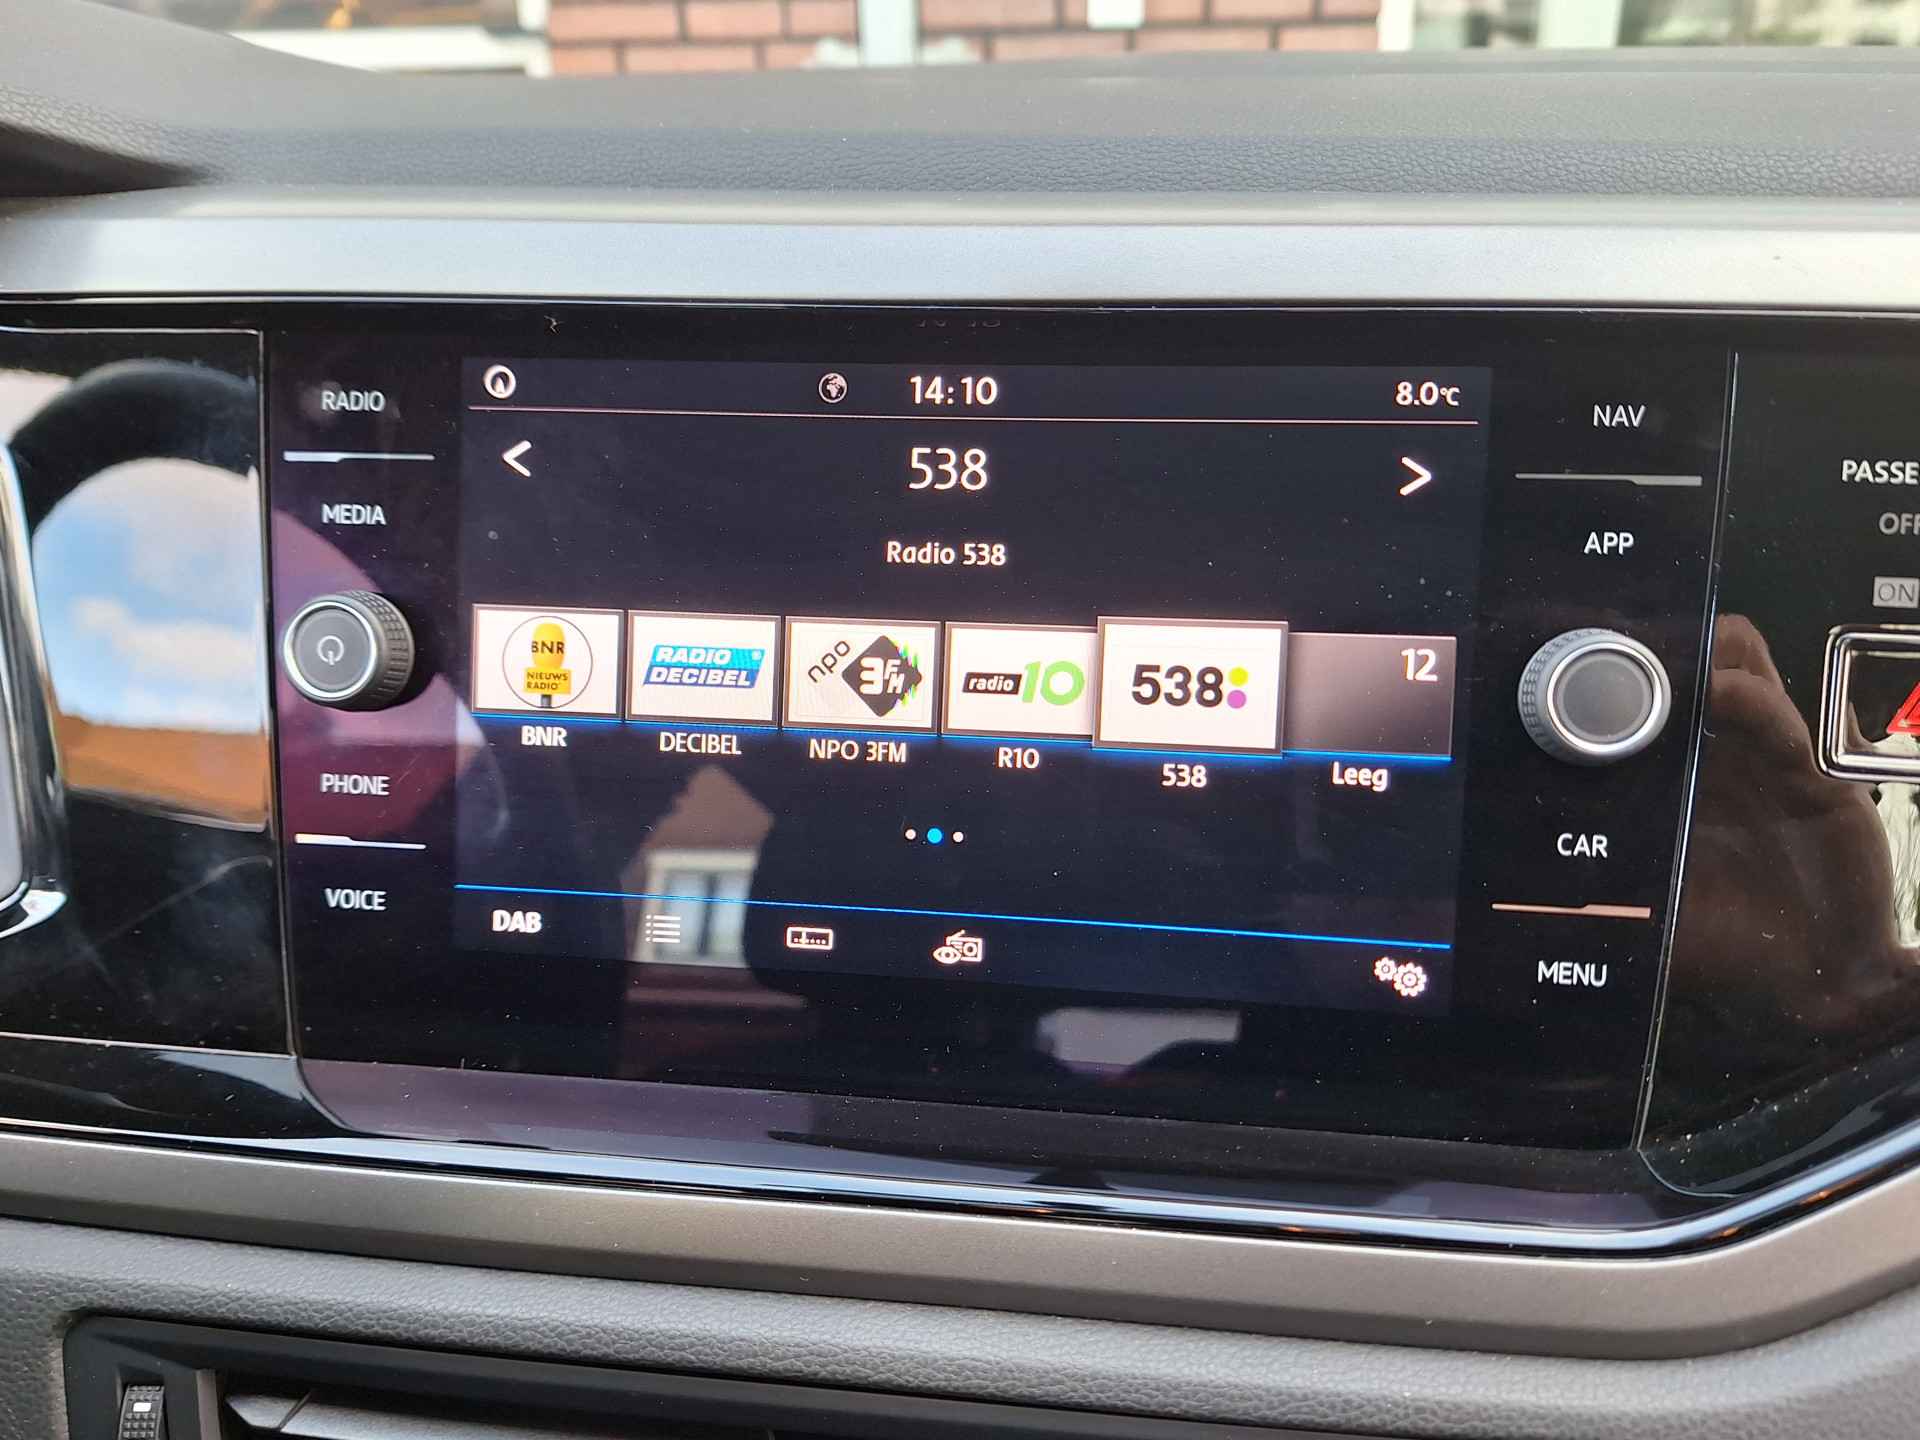 RADIO
MEDIA
PHONE
VOICE
14:10
8.0°C
538
Radio 538
BNR
NIEUWS
RADIO
RADIO
DECIBEL
npo
3FM
radio 10
538
12
BNR
DECIBEL
NPO 3FM
R10
538
Leeg
DAB
NAV
APP
CAR
MENU
PASSE
OFF
ON